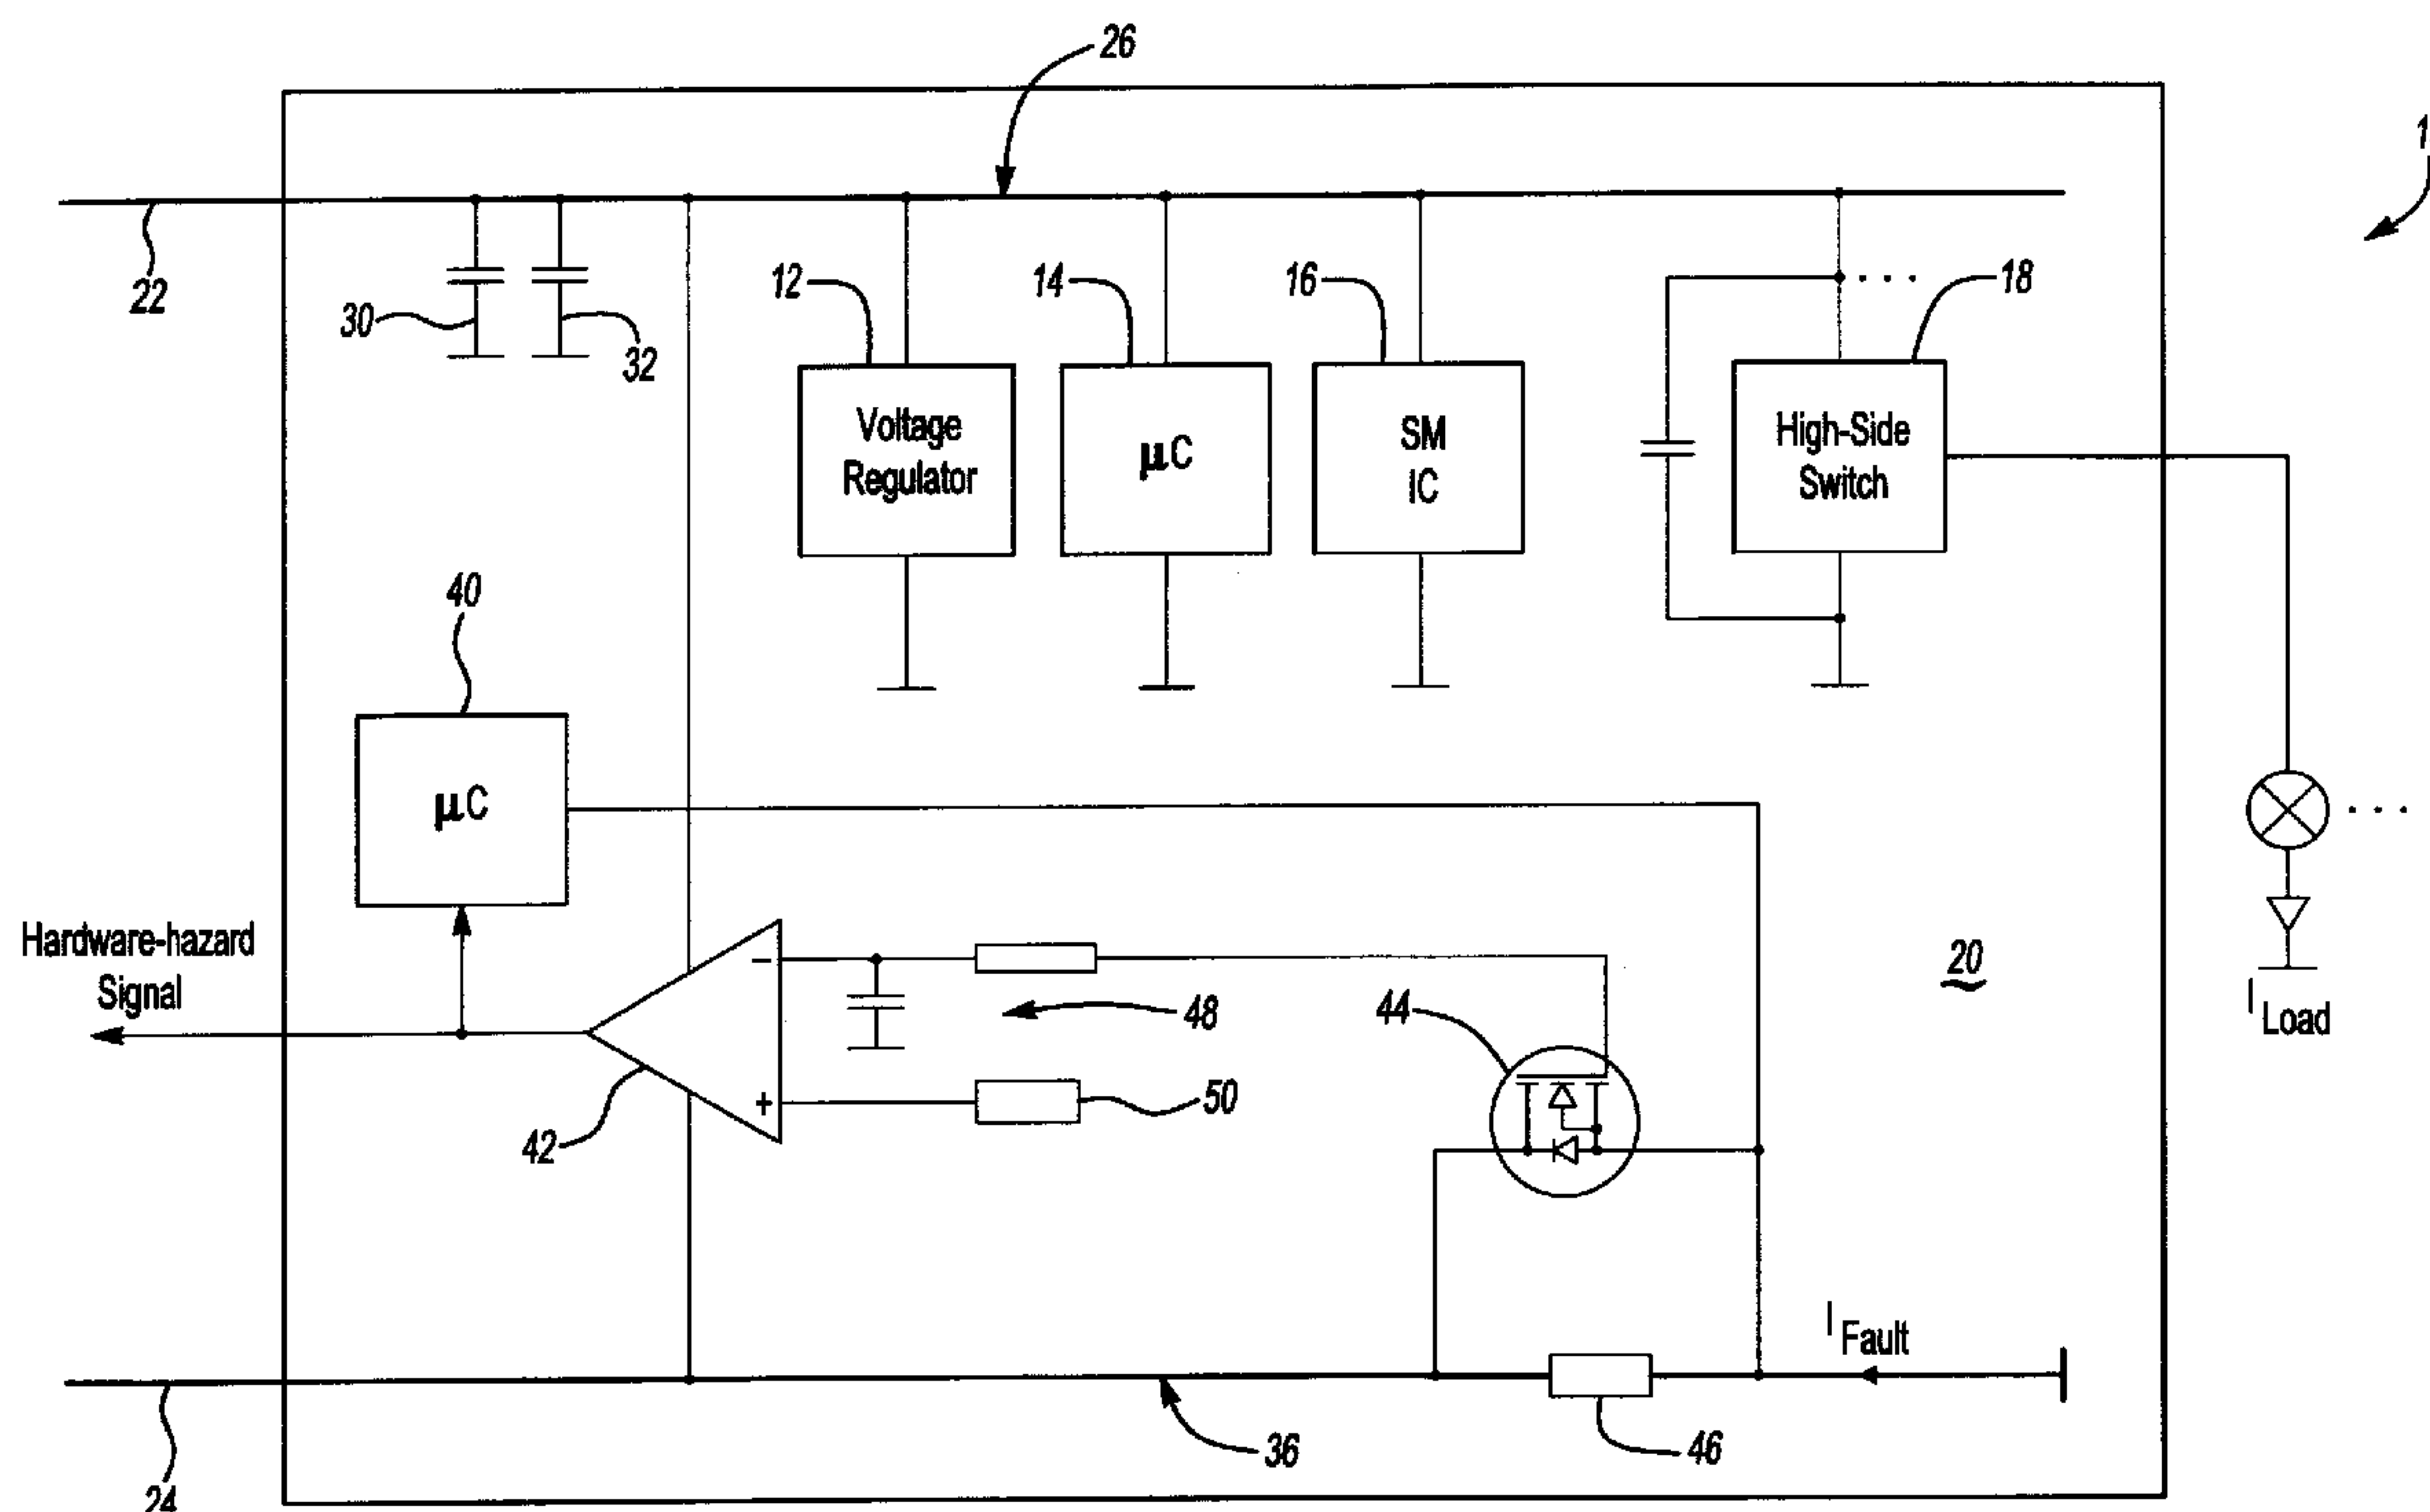 26
1
22
30
32
12
14
16
18
Voltage
Regulator
µC
SM
IC
High-Side
Switch
40
µC
Hardware-hazard
Signal
−
+
42
48
50
44
20
I Load
I Fault
24
36
46